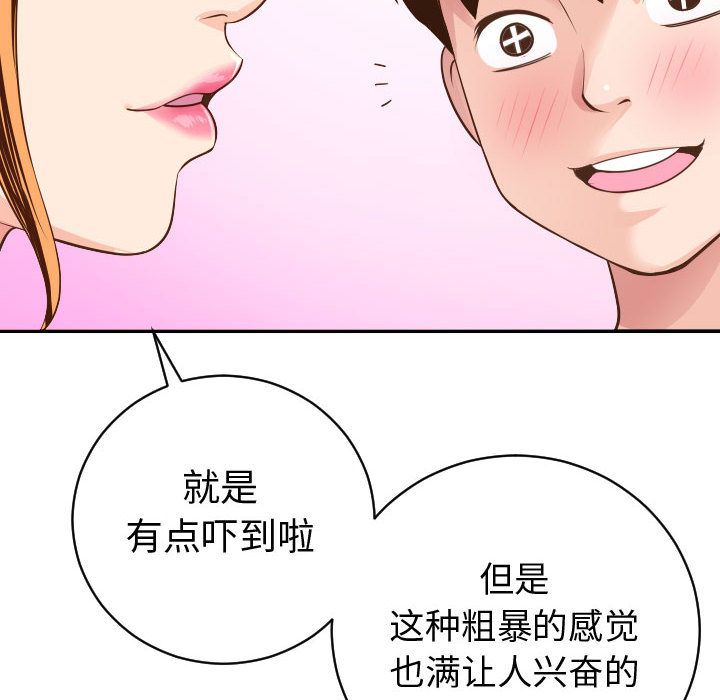 就是
有点吓到啦
但是
这种粗暴的感觉
也满让人兴奋的